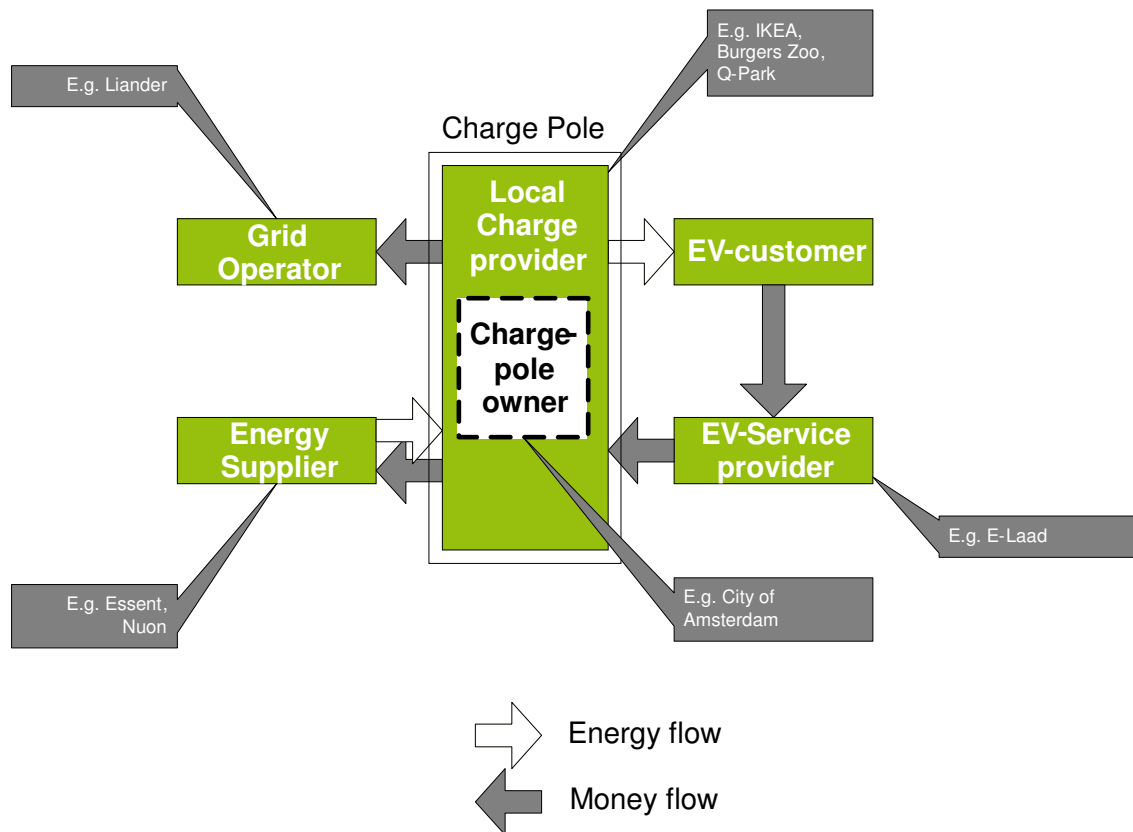 E.g. IKEA,
Burgers Zoo,
Q-Park
E.g. Liander
Charge Pole
Local
Charge
provider
Grid
Operator
EV-customer
Charge-
pole
owner
Energy
Supplier
EV-Service
provider
E.g. E-Laad
E.g. Essent,
Nuon
E.g. City of
Amsterdam
Energy flow
Money flow